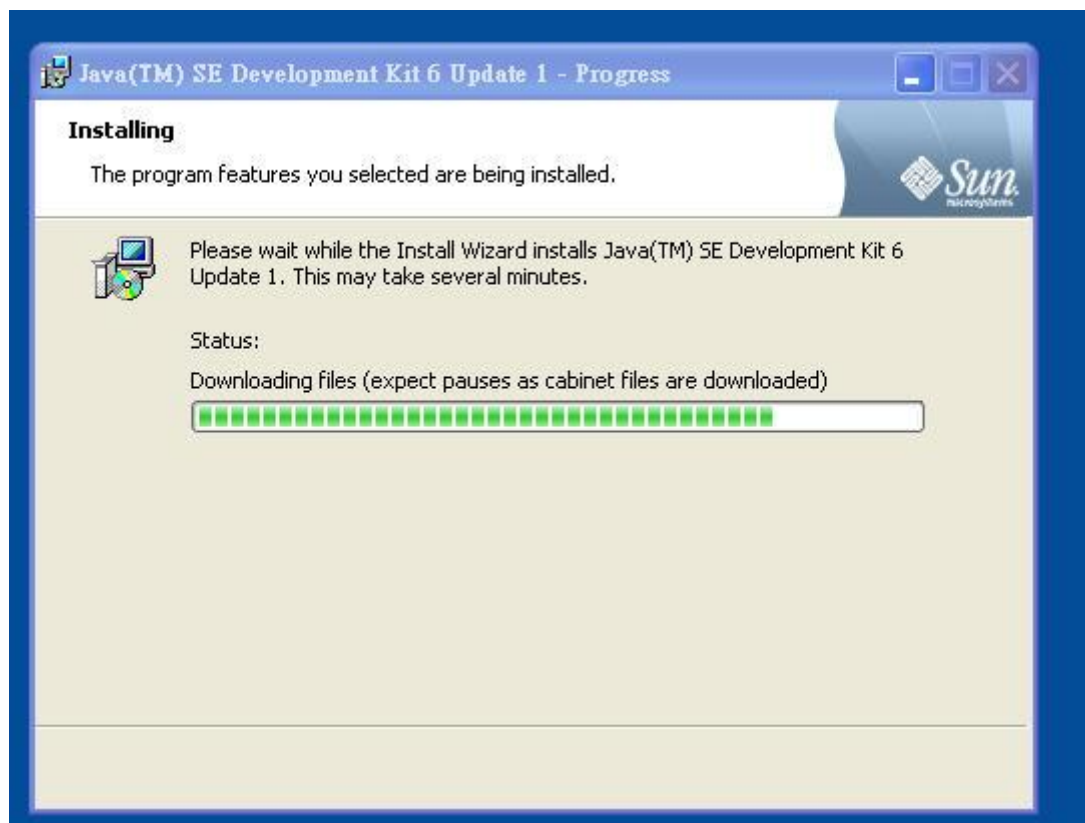 Java(TM) SE Development Kit 6 Update 1 - Progress
Installing
The program features you selected are being installed.
Sun
microsystems
Please wait while the Install Wizard installs Java(TM) SE Development Kit 6
Update 1. This may take several minutes.
Status:
Downloading files (expect pauses as cabinet files are downloaded)